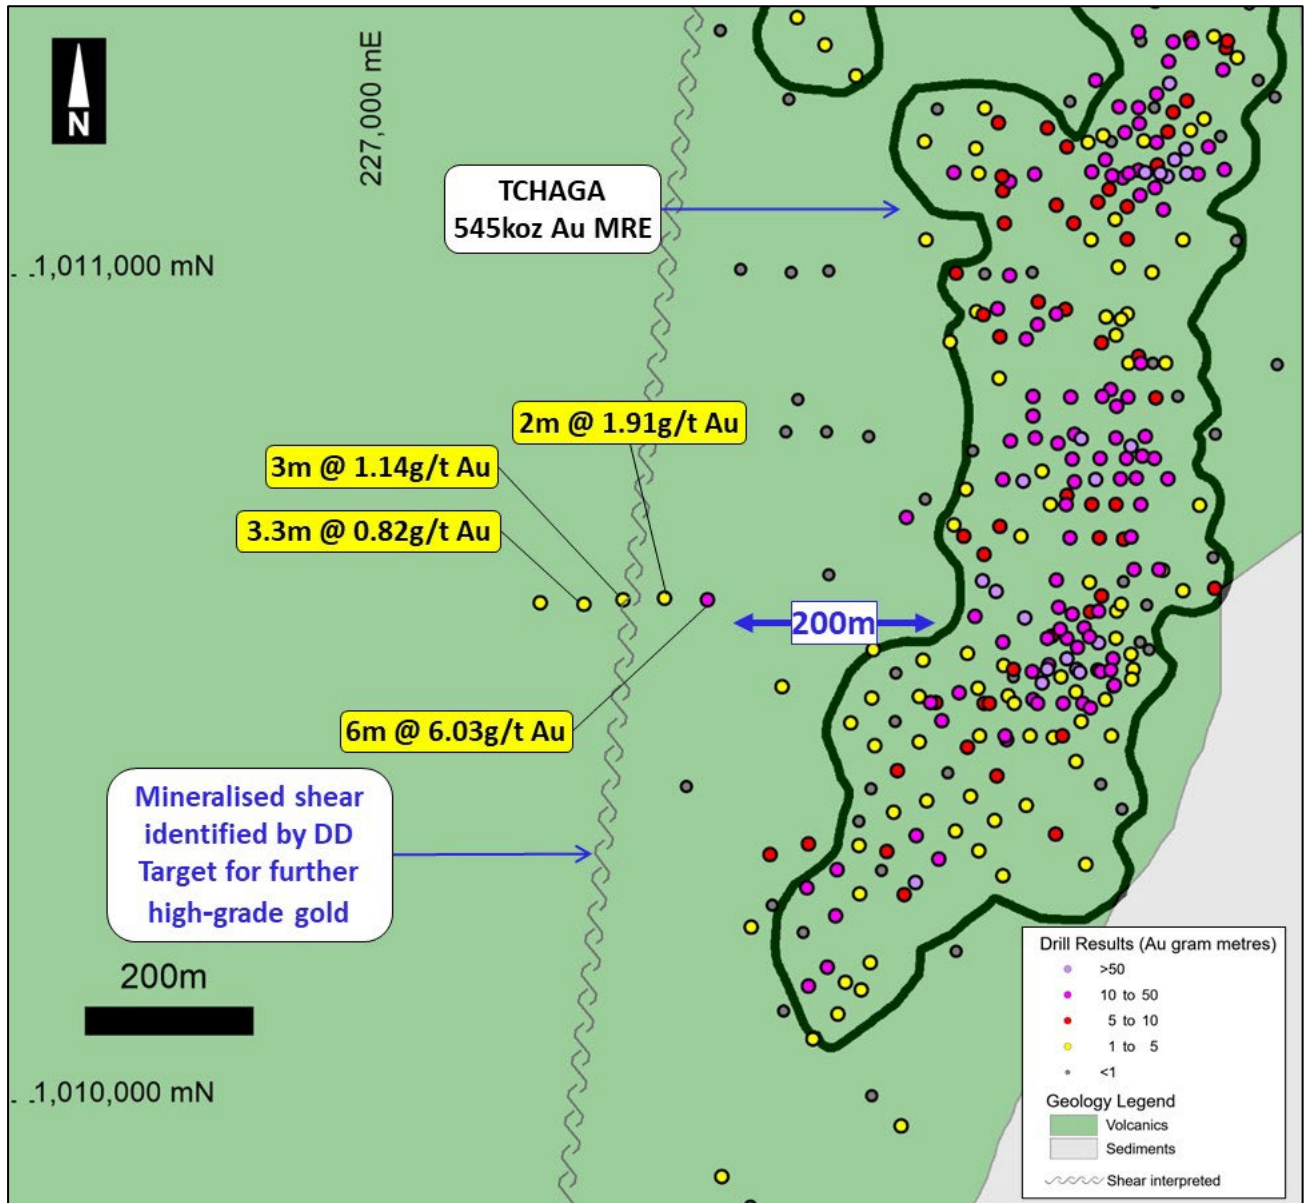 N
227,000 mE
TCHAGA
545koz Au MRE
1,011,000 mN
2m @ 1.91g/t Au
3m @ 1.14g/t Au
3.3m @ 0.82g/t Au
200m
6m @ 6.03g/t Au
Mineralised shear
identified by DD
Target for further
high-grade gold
200m
1,010,000 mN
Drill Results (Au gram metres)
>50
10 to 50
5 to 10
1 to 5
<1
Geology Legend
Volcanics
Sediments
Shear interpreted